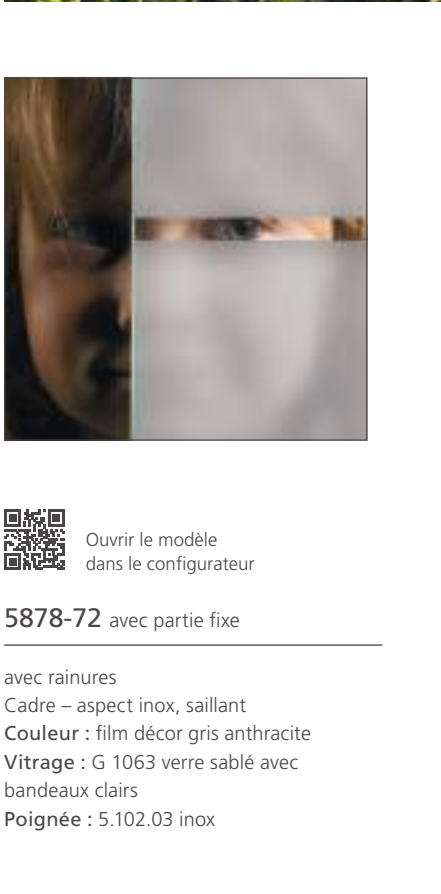 Ouvrir le modèle
dans le configurateur
5878-72 avec partie fixe
avec rainures
Cadre – aspect inox, saillant
Couleur : film décor gris anthracite
Vitrage : G 1063 verre sablé avec
bandeaux clairs
Poignée : 5.102.03 inox